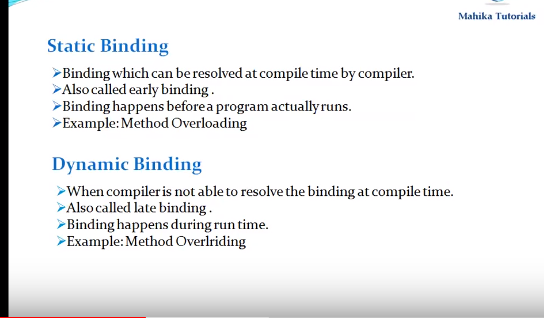 Mahika Tutorials
Static Binding
➢Binding which can be resolved at compile time by compiler.
➢Also called early binding .
➢Binding happens before a program actually runs.
➢Example: Method Overloading
Dynamic Binding
➢When compiler is not able to resolve the binding at compile time.
➢Also called late binding .
➢Binding happens during run time.
➢Example: Method Overlriding